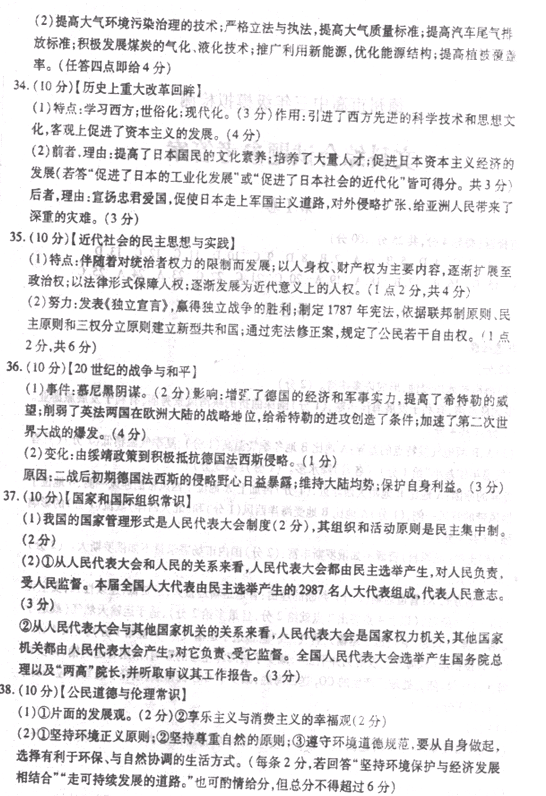 (2)提高大气环境污染治理的技术;严格立法与执法,提高大气质量标准;提高汽车尾气排
放标准;积极发展煤炭的气化、液化技术;推广利用新能源,优化能源结构;提高植被覆盖
率。(任答四点即给4分)
34.(10分)【历史上重大改革回眸】
(1)特点:学习西方;世俗化;现代化。(3分)作用:引进了西方先进的科学技术和思想文
化,客观上促进了资本主义的发展。(4分)
(2)前者,理由:提高了日本国民的文化素养;培养了大量人才;促进日本资本主义经济的
发展(若答“促进了日本的工业化发展”或“促进了日本社会的近代化”皆可得分。共3分)
后者,理由:宣扬忠君爱国,促使日本走上军国主义道路,对外侵略扩张、给亚洲人民带来了
深重的灾难。(3分)
35.(10分)【近代社会的民主思想与实践】
(1)特点:伴随着对统治者权力的限制而发展;以人身权、财产权为主要内容,逐渐扩展至
政治权;以法律形式保障人权;逐渐发展为近代意义上的人权。(1点2分,共4分)
(2)努力:发表《独立宣言》,赢得独立战争的胜利;制定1787年宪法,依据联邦制原则、民
主原则和三权分立原则建立新型共和国;通过宪法修正案,规定了公民若干自由权。(1点
2分,共6分)
36.(10分)【20世纪的战争与和平】
(1)事件:慕尼黑阴谋。(2分)影响:增强了德国的经济和军事实力,提高了希特勒的威
望;削弱了英法两国在欧洲大陆的战略地位,给希特勒的进攻创造了条件;加速了第二次世
界大战的爆发。(4分)
(2)变化:由绥靖政策到积极抵抗德国法西斯侵略。(1分)
原因:二战后初期德国法西斯的侵略野心日益暴露;维持大陆均势;保护自身利益。(3分)
37.(10分)【国家和国际组织常识】
(1)我国的国家管理形式是人民代表大会制度(2分),其组织和活动原则是民主集中制。
(2分)
(2)①从人民代表大会和人民的关系来看,人民代表大会都由民主选举产生,对人民负责,
受人民监督。本届全国人大代表由民主选举产生的2987名人大代表组成,代表人民意志。
(3分)
②从人民代表大会与其他国家机关的关系来看,人民代表大会是国家权力机关,其他国家
机关都由人民代表大会产生,对它负责、受它监督。全国人民代表大会选举产生国务院总
理以及“两高”院长,并听取审议其工作报告。(3分)
38.(10分)【公民道德与伦理常识】
(1)①片面的发展观。(2分)②享乐主义与消费主义的幸福观(2分)
(2)①坚持环境正义原则;②坚持尊重自然的原则;③遵守环境道德规范,要从自身做起,
选择有利于环保、与自然协调的生活方式。(每条2分,若回答“坚持环境保护与经济发展
相结合”“走可持续发展的道路。”也可酌情给分,但总分不得超过6分)